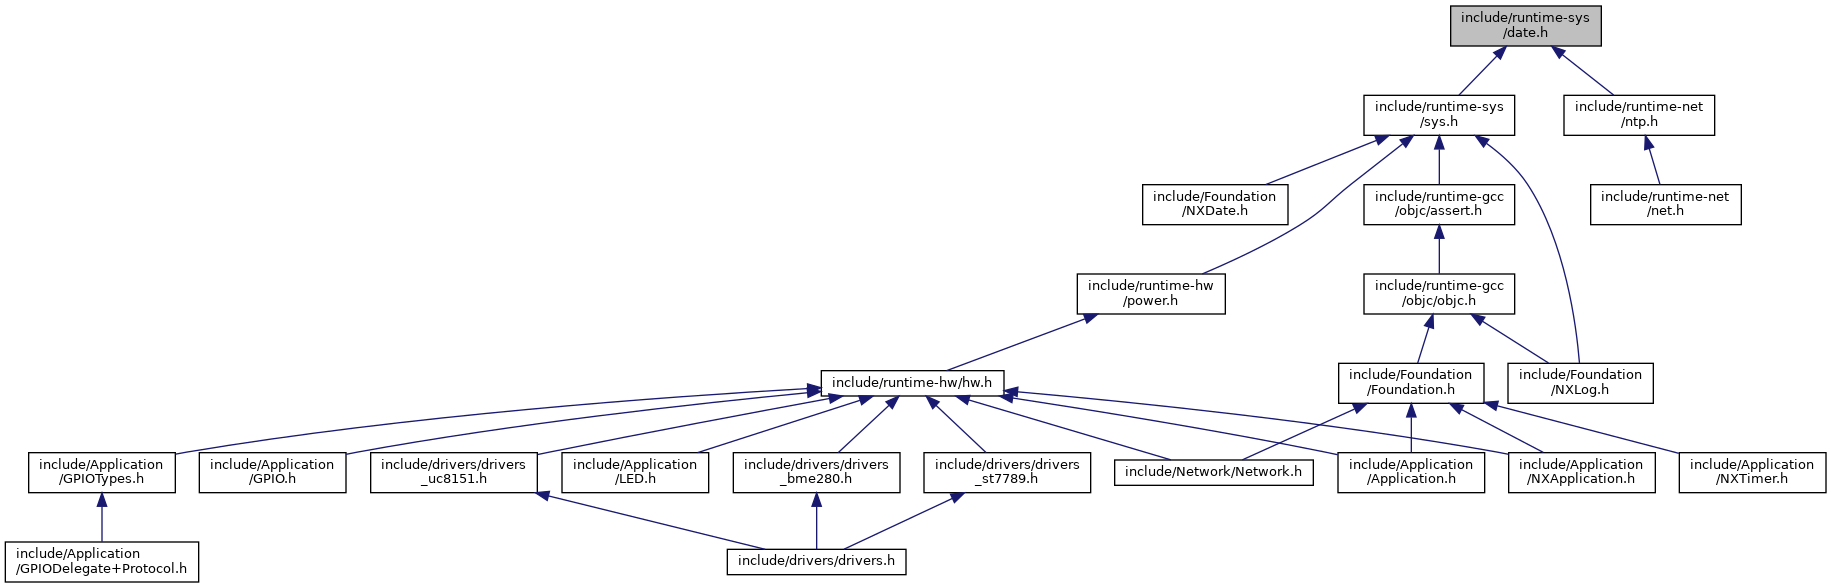 include/runtime-sys
/date.h
include/runtime-sys
/sys.h
include/runtime-net
/ntp.h
include/Foundation
/NXDate.h
include/runtime-gcc
/objc/assert.h
include/runtime-net
/net.h
include/runtime-hw
/power.h
include/runtime-gcc
/objc/objc.h
include/runtime-hw/hw.h
include/Foundation
/Foundation.h
include/Foundation
/NXLog.h
include/Application
/GPIOTypes.h
include/Application
/GPIO.h
include/drivers/drivers
_uc8151.h
include/Application
/LED.h
include/drivers/drivers
_bme280.h
include/drivers/drivers
_st7789.h
include/Network/Network.h
include/Application
/Application.h
include/Application
/NXApplication.h
include/Application
/NXTimer.h
include/Application
/GPIODelegate+Protocol.h
include/drivers/drivers.h